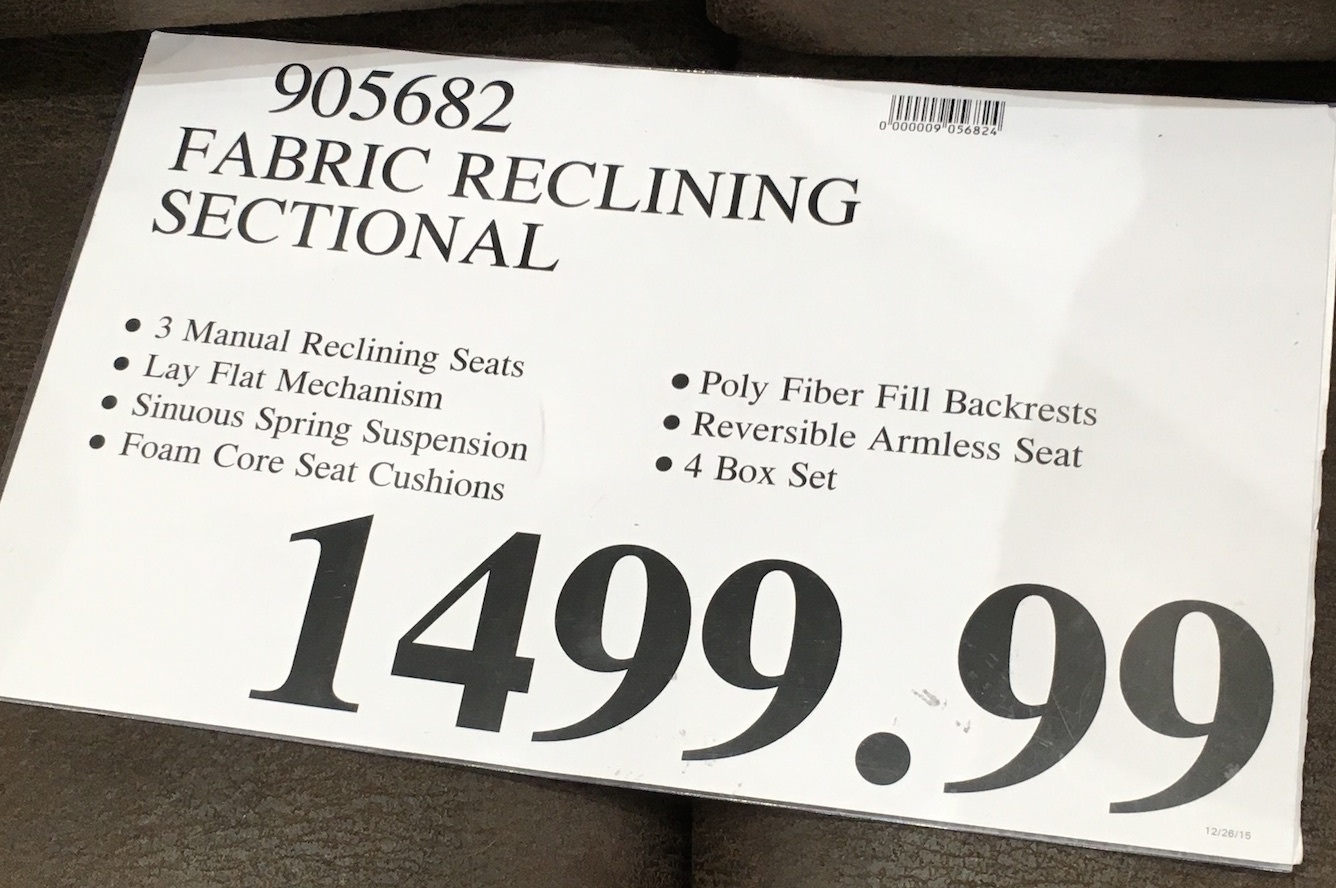 905682
0 000009 056824
FABRIC RECLINING
SECTIONAL
● 3 Manual Reclining Seats
● Lay Flat Mechanism
● Sinuous Spring Suspension
● Foam Core Seat Cushions
● Poly Fiber Fill Backrests
● Reversible Armless Seat
● 4 Box Set
1499.99
12/26/15